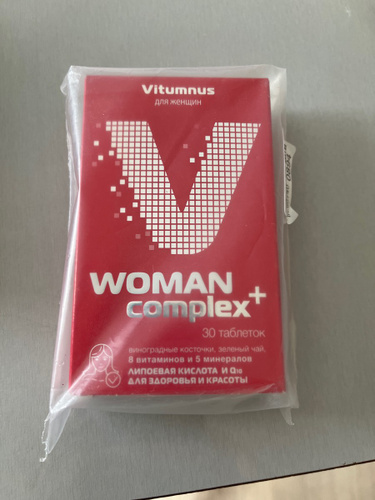 Vitumnus
для женщин
WOMAN
complex+
30 таблеток
виноградные косточки, зеленый чай,
8 витаминов и 5 минералов
ЛИПОЕВАЯ КИСЛОТА И Q10
ДЛЯ ЗДОРОВЬЯ И КРАСОТЫ